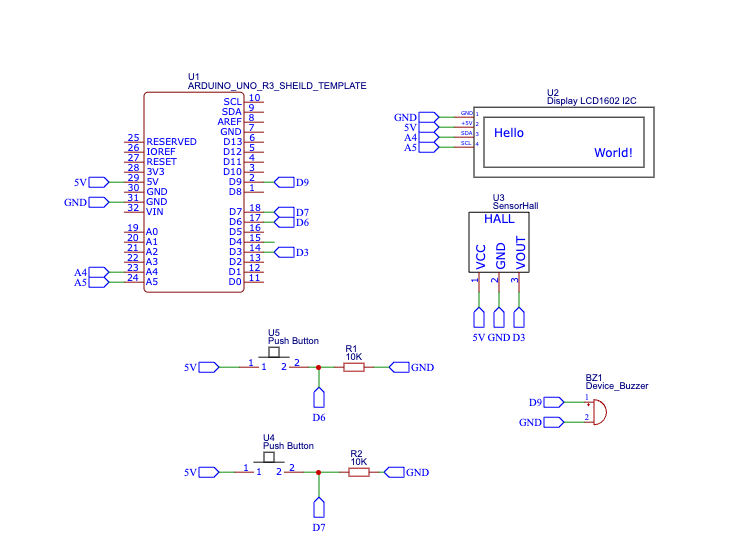 U1
ARDUINO_UNO_R3_SHEILD_TEMPLATE
SCL 10
SDA 9
AREF 8
GND 7
25 RESERVED D13 6
26 IOREF D12 5
27 RESET D11 4
28 3V3 D10 3
5V 29 5V D9 2 D9
30 GND D8 1
GND 31 GND
32 VIN D7 18 D7
D6 17 D6
19 A0 D5 16
20 A1 D4 15
21 A2 D3 14 D3
22 A3 D2 13
A4 23 A4 D1 12
A5 24 A5 D0 11
U2
Display LCD1602 I2C
GND GND 1
5V +5V 2
A4 SDA 3
A5 SCL 4
Hello
World!
U3
SensorHall
HALL
VCC GND VOUT
1 2 3
5V GND D3
U5
Push Button
5V 1 1 2 2
R1
10K
GND
D6
BZ1
Device_Buzzer
D9 1
+
GND 2
U4
Push Button
5V 1 1 2 2
R2
10K
GND
D7